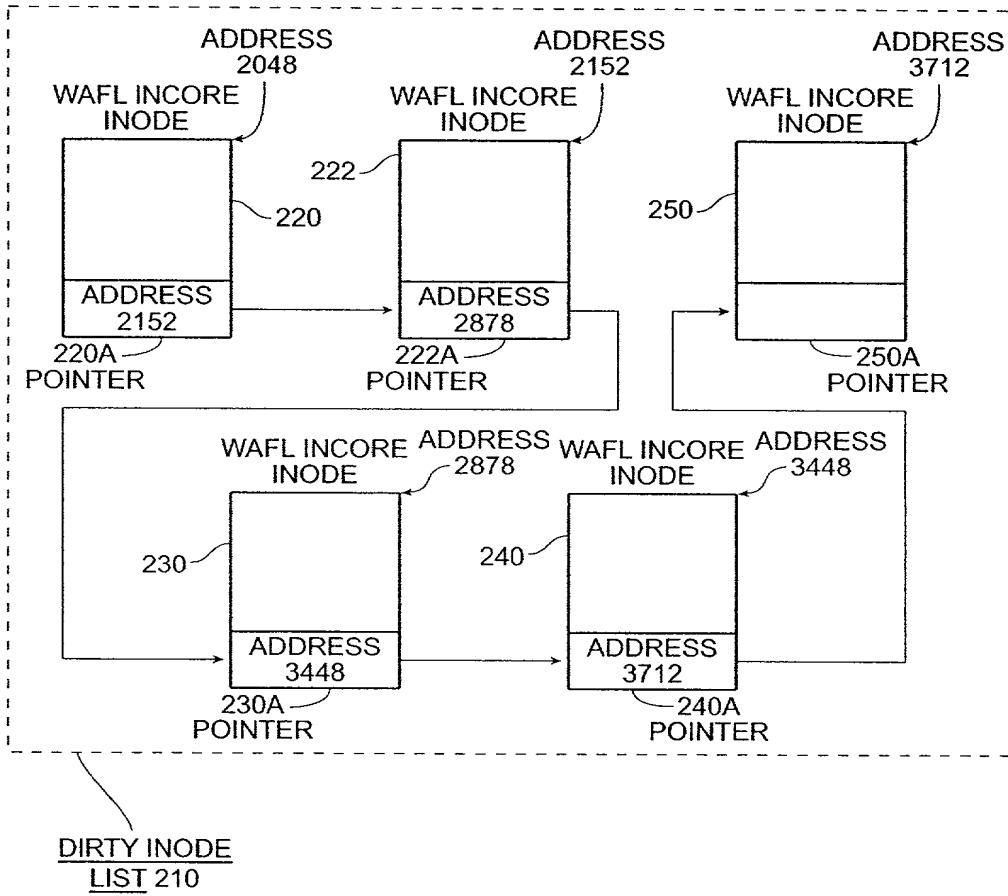 ADDRESS
2048
ADDRESS
2152
ADDRESS
3712
WAFL INCORE
INODE
WAFL INCORE
INODE
WAFL INCORE
INODE
220
222
250
ADDRESS
2152
ADDRESS
2878
220A
POINTER
222A
POINTER
250A
POINTER
WAFL INCORE
INODE
ADDRESS
2878
WAFL INCORE
INODE
ADDRESS
3448
230
240
ADDRESS
3448
ADDRESS
3712
230A
POINTER
240A
POINTER
DIRTY INODE
LIST 210